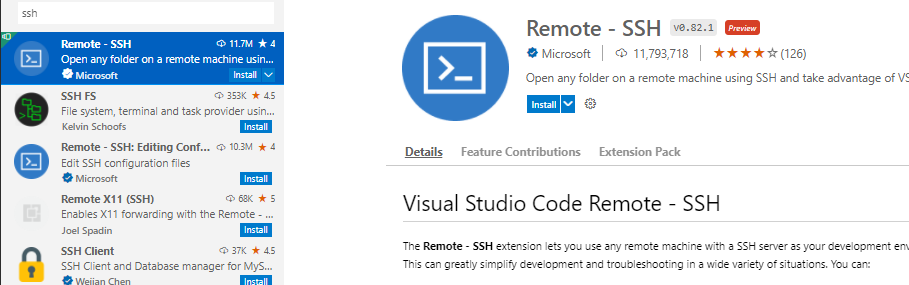 ssh
Remote - SSH 11.7M ★ 4
Open any folder on a remote machine usin...
Microsoft Install
SSH FS 353K ★ 4.5
File system, terminal and task provider usin...
Kelvin Schoofs Install
Remote - SSH: Editing Conf... 10.3M ★ 4
Edit SSH configuration files
Microsoft Install
Remote X11 (SSH) 68K ★ 5
Enables X11 forwarding with the Remote - ...
Joel Spadin Install
SSH Client 37K ★ 4.5
SSH Client and Database manager for MyS...
Weijian Chen Install
Remote - SSH v0.82.1 Preview
Microsoft | 11,793,718 | ★★★★☆ (126)
Open any folder on a remote machine using SSH and take advantage of VS
Install
Details Feature Contributions Extension Pack
Visual Studio Code Remote - SSH
The Remote - SSH extension lets you use any remote machine with a SSH server as your development env
This can greatly simplify development and troubleshooting in a wide variety of situations. You can: